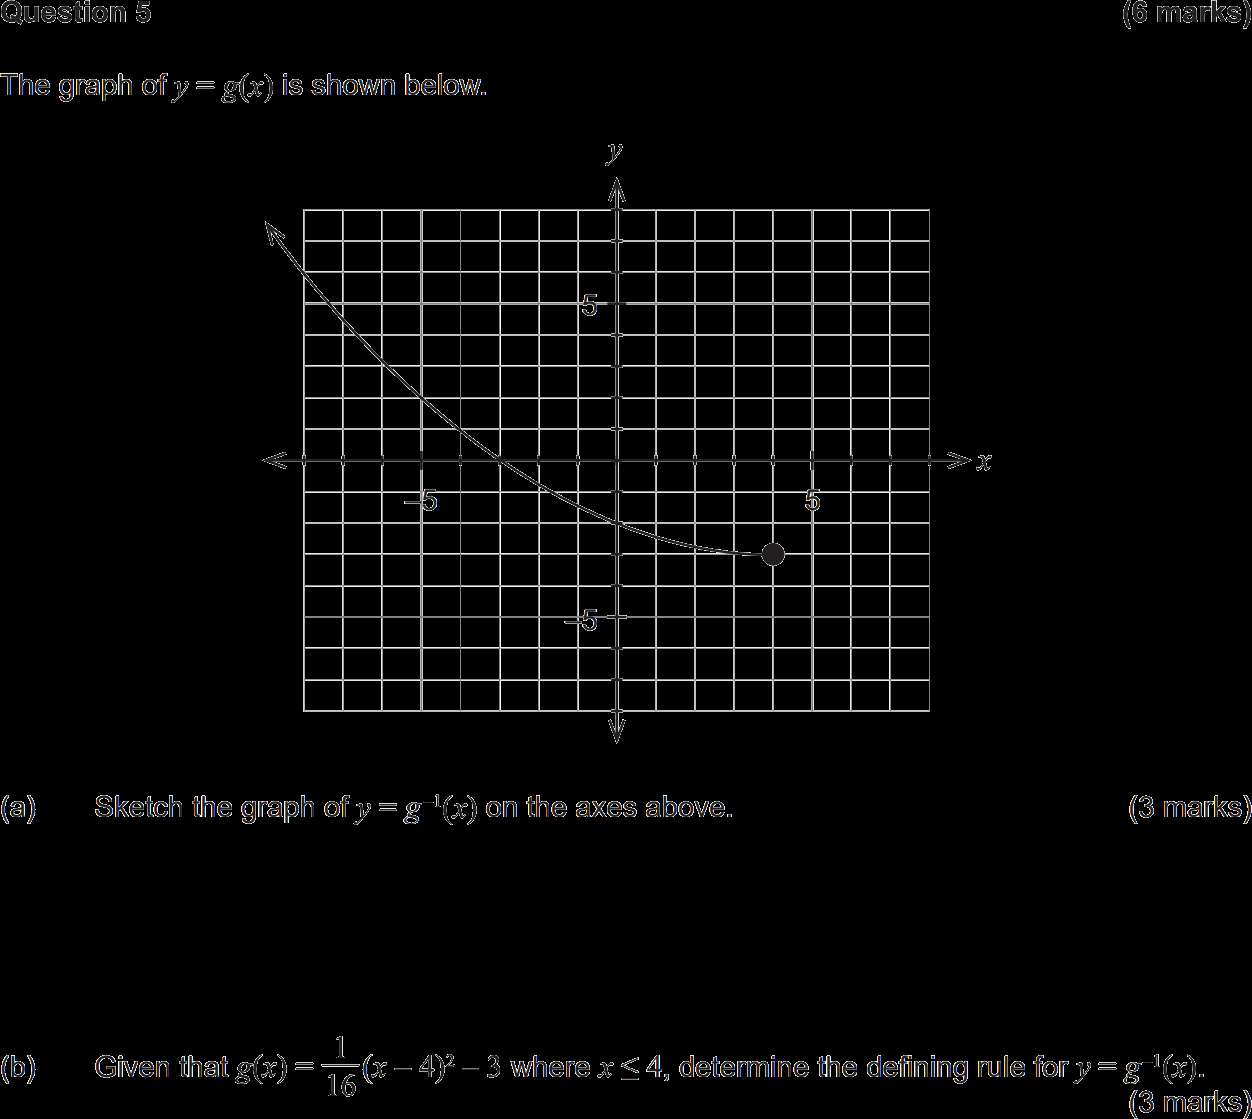 Question 5 (6 marks)
The graph of y = g(x) is shown below.
y
5
x
–5 5
–5
(a) Sketch the graph of y = g⁻¹(x) on the axes above. (3 marks)
(b) Given that g(x) = 1/16 (x – 4)² – 3 where x ≤ 4, determine the defining rule for y = g⁻¹(x).
(3 marks)